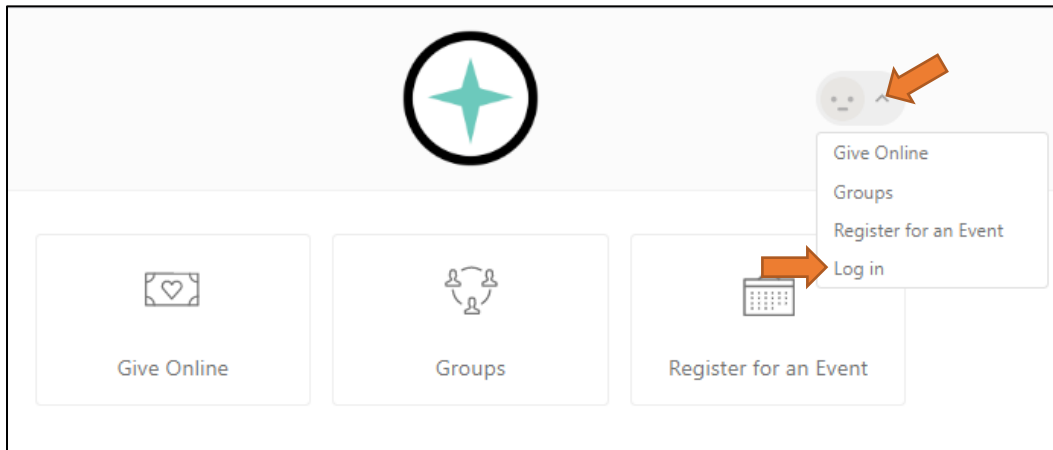 Give Online
Groups
Register for an Event
Log in
Give Online
Groups
Register for an Event